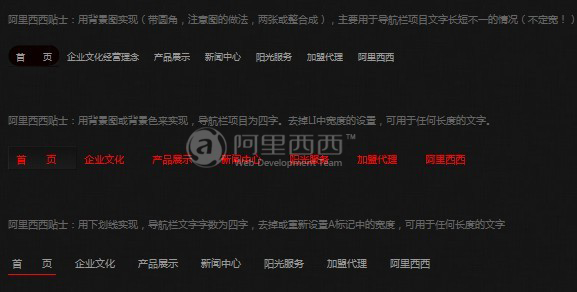 阿里西西贴士：用背景图实现（带圆角，注意图的做法，两张或整合成），主要用于导航栏项目文字长短不一的情况（不定宽！）
首 页 企业文化经营理念 产品展示 新闻中心 阳光服务 加盟代理 阿里西西
阿里西西贴士：用背景图或背景色来实现，导航栏项目为四字。去掉LI中宽度的设置，可用于任何长度的文字。
a 阿里西西™
首 页 企业文化 产品展示 新闻中心 阳光服务 加盟代理 阿里西西
Web Development Team
阿里西西贴士：用下划线实现，导航栏文字字数为四字，去掉或重新设置A标记中的宽度，可用于任何长度的文字
首 页 企业文化 产品展示 新闻中心 阳光服务 加盟代理 阿里西西